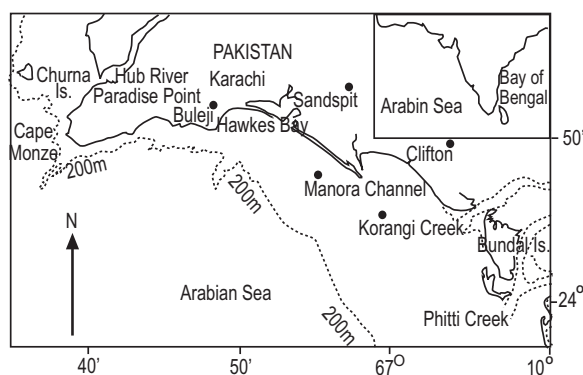 PAKISTAN
Churna
Is.
Hub River
Karachi
Paradise Point
Buleji
Sandspit
Hawkes Bay
Bay of
Bengal
Arabin Sea
50'
Cape
Monze
Clifton
200m
200m
Manora Channel
N
Korangi Creek
Bundal Is.
Arabian Sea
24°
200m
Phitti Creek
40'
50'
67°
10°